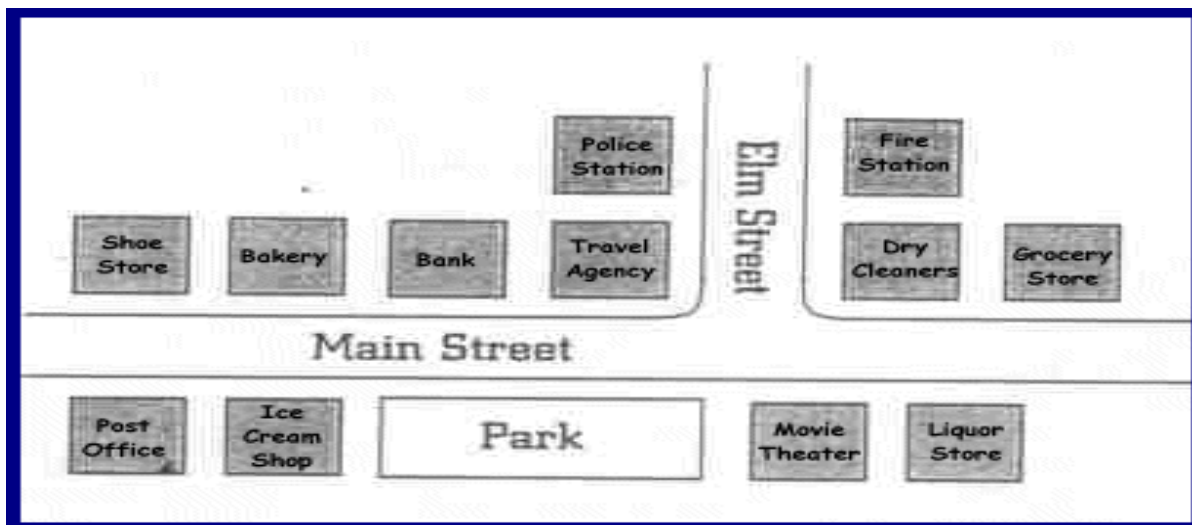 Police
Station
Fire
Station
Elm Street
Shoe
Store
Bakery
Bank
Travel
Agency
Dry
Cleaners
Grocery
Store
Main Street
Post
Office
Ice
Cream
Shop
Park
Movie
Theater
Liquor
Store